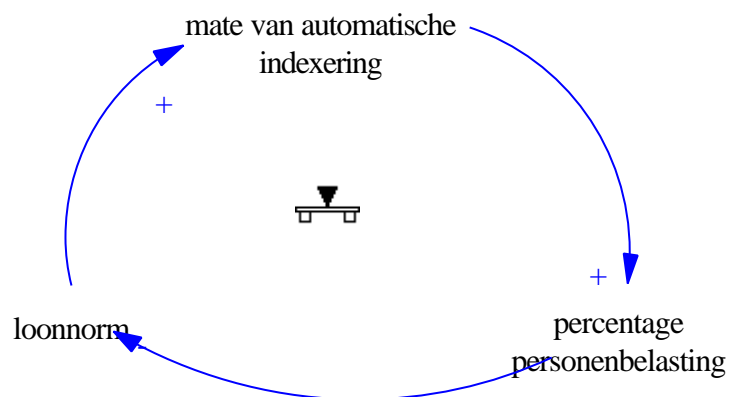 mate van automatische
indexering
+
+
loonnorm
-
percentage
personenbelasting